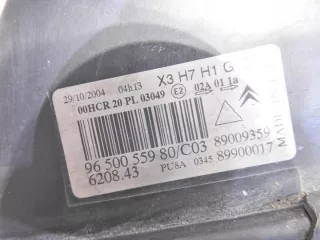 29/10/2004 04h13 X3 H7 H1 G
00HCR 20 PL 03049 E2 02A 01 1a
96 500 559 80/C03 89009359
6208.43 PU8A 0345 89900017
MADE IN